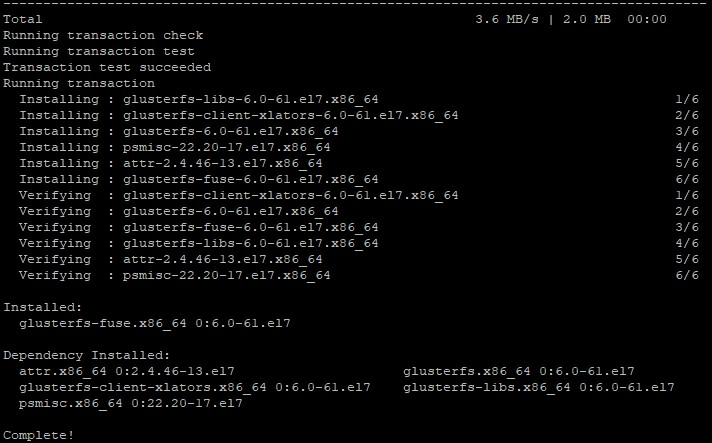 --------------------------------------------------------------------------------
Total 3.6 MB/s | 2.0 MB 00:00
Running transaction check
Running transaction test
Transaction test succeeded
Running transaction
Installing : glusterfs-libs-6.0-61.el7.x86_64 1/6
Installing : glusterfs-client-xlators-6.0-61.el7.x86_64 2/6
Installing : glusterfs-6.0-61.el7.x86_64 3/6
Installing : psmisc-22.20-17.el7.x86_64 4/6
Installing : attr-2.4.46-13.el7.x86_64 5/6
Installing : glusterfs-fuse-6.0-61.el7.x86_64 6/6
Verifying : glusterfs-client-xlators-6.0-61.el7.x86_64 1/6
Verifying : glusterfs-6.0-61.el7.x86_64 2/6
Verifying : glusterfs-fuse-6.0-61.el7.x86_64 3/6
Verifying : glusterfs-libs-6.0-61.el7.x86_64 4/6
Verifying : attr-2.4.46-13.el7.x86_64 5/6
Verifying : psmisc-22.20-17.el7.x86_64 6/6
Installed:
glusterfs-fuse.x86_64 0:6.0-61.el7
Dependency Installed:
attr.x86_64 0:2.4.46-13.el7 glusterfs.x86_64 0:6.0-61.el7
glusterfs-client-xlators.x86_64 0:6.0-61.el7 glusterfs-libs.x86_64 0:6.0-61.el7
psmisc.x86_64 0:22.20-17.el7
Complete!